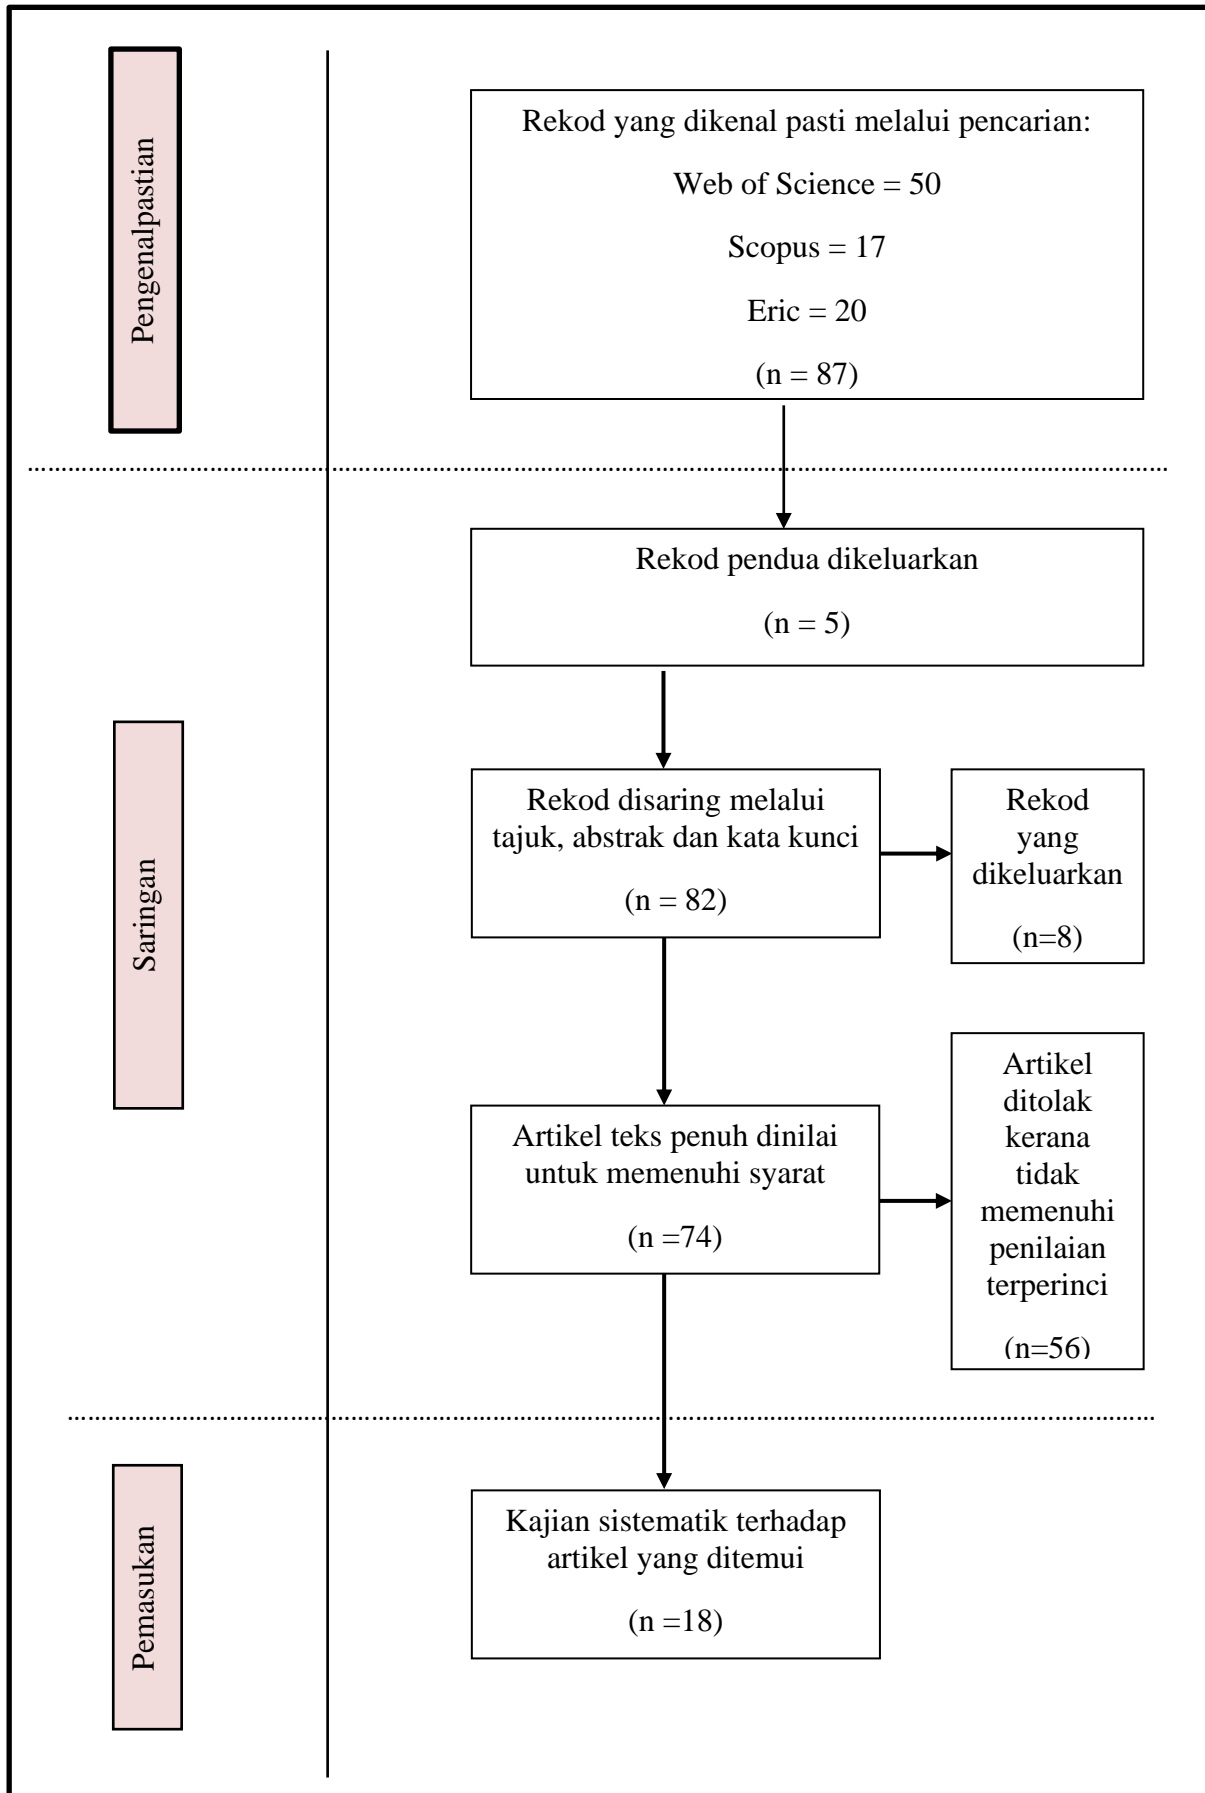 Pengenalpastian
Rekod yang dikenal pasti melalui pencarian:
Web of Science = 50
Scopus = 17
Eric = 20
(n = 87)
Rekod pendua dikeluarkan
(n = 5)
Saringan
Rekod disaring melalui
tajuk, abstrak dan kata kunci
(n = 82)
Rekod
yang
dikeluarkan
(n=8)
Artikel teks penuh dinilai
untuk memenuhi syarat
(n =74)
Artikel
ditolak
kerana
tidak
memenuhi
penilaian
terperinci
(n=56)
Pemasukan
Kajian sistematik terhadap
artikel yang ditemui
(n =18)